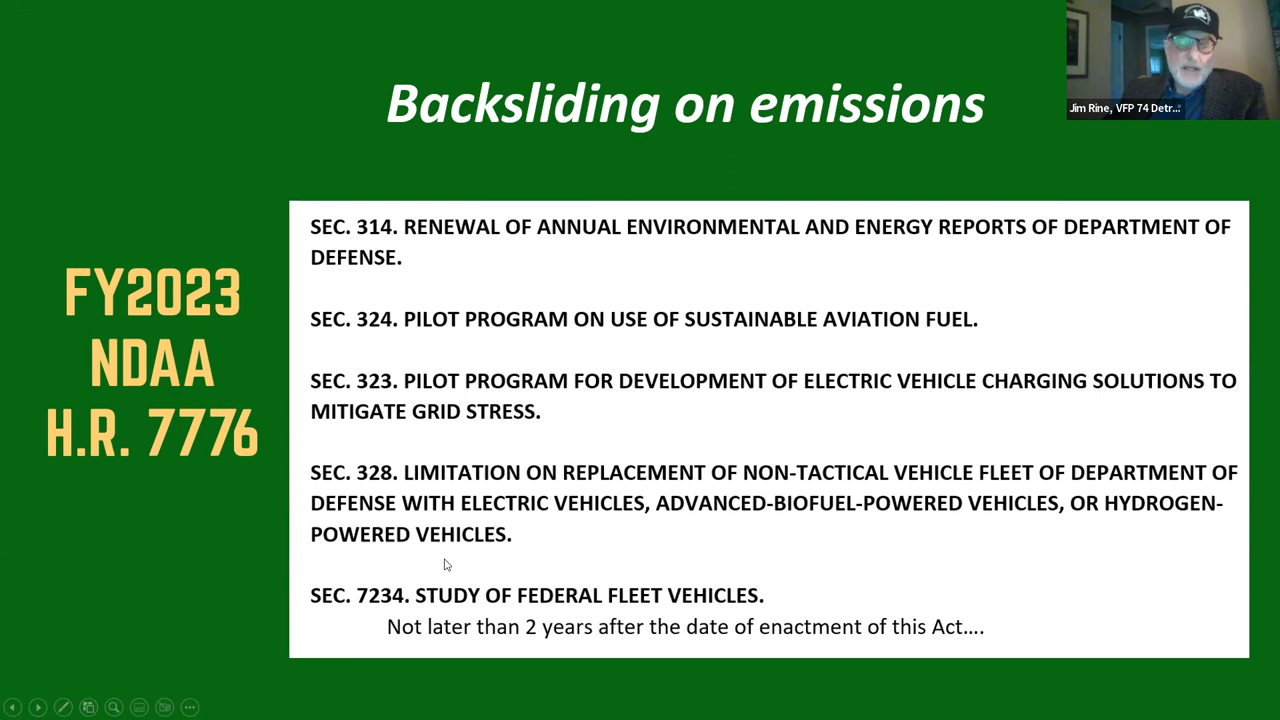 Backsliding on emissions
Jim Rine, VFP 74 Detr...
FY2023
NDAA
H.R. 7776
SEC. 314. RENEWAL OF ANNUAL ENVIRONMENTAL AND ENERGY REPORTS OF DEPARTMENT OF
DEFENSE.
SEC. 324. PILOT PROGRAM ON USE OF SUSTAINABLE AVIATION FUEL.
SEC. 323. PILOT PROGRAM FOR DEVELOPMENT OF ELECTRIC VEHICLE CHARGING SOLUTIONS TO
MITIGATE GRID STRESS.
SEC. 328. LIMITATION ON REPLACEMENT OF NON-TACTICAL VEHICLE FLEET OF DEPARTMENT OF
DEFENSE WITH ELECTRIC VEHICLES, ADVANCED-BIOFUEL-POWERED VEHICLES, OR HYDROGEN-
POWERED VEHICLES.
SEC. 7234. STUDY OF FEDERAL FLEET VEHICLES.
Not later than 2 years after the date of enactment of this Act....